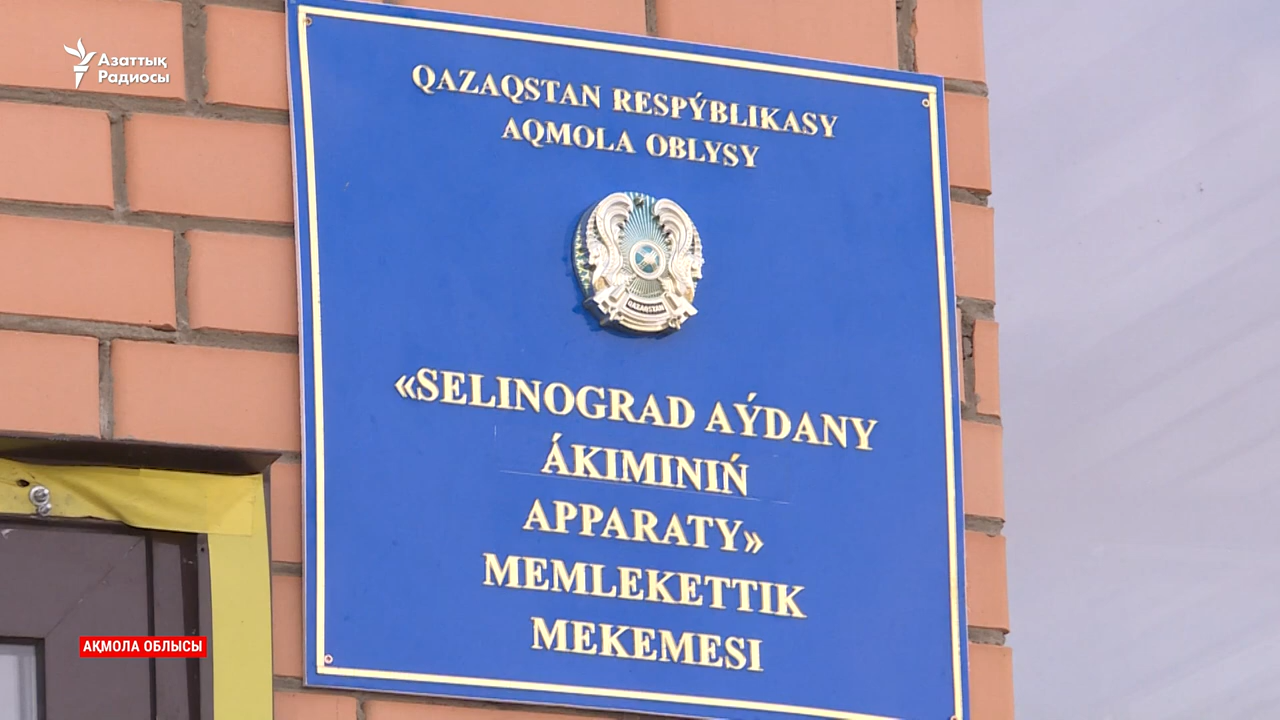 Азаттық
Радиосы
QAZAQSTAN RESPÝBLIKASY
AQMOLA OBLYSY
QAZAQSTAN
«SELINOGRAD AÝDANY
ÁKIMINIŃ
APPARATY»
MEMLEKETTIK
MEKEMESI
АҚМОЛА ОБЛЫСЫ